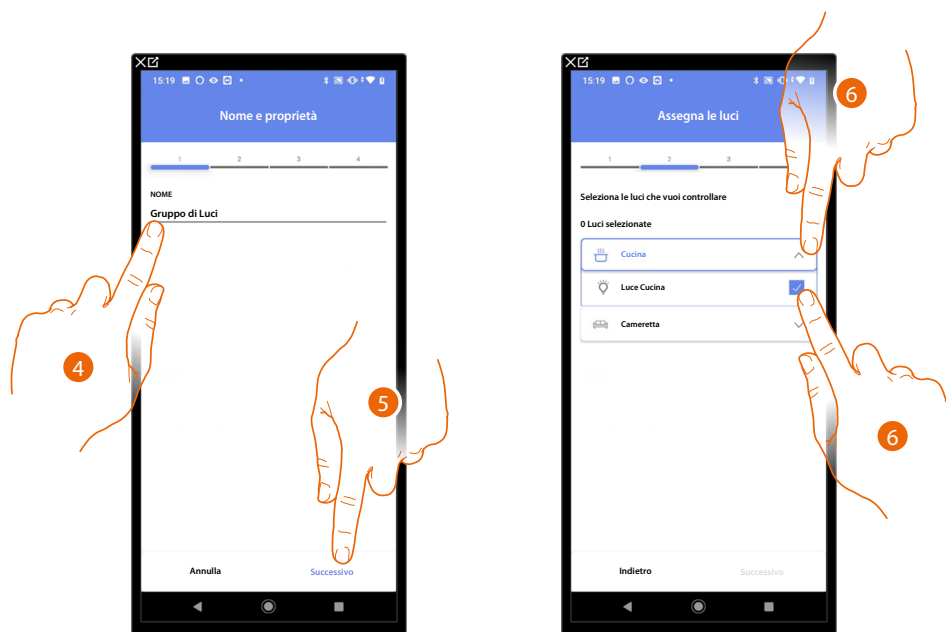 15:19
Nome e proprietà
1 2 3 4
NOME
Gruppo di Luci
4
5
Annulla Successivo
15:19
6
Assegna le luci
1 2 3
Seleziona le luci che vuoi controllare
0 Luci selezionate
Cucina
Luce Cucina
Cameretta
6
Indietro Successivo